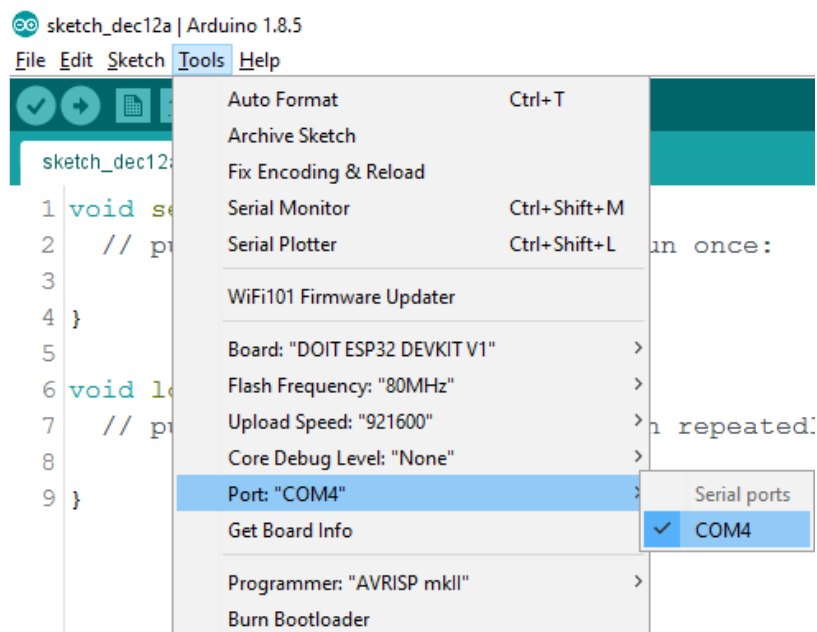 sketch_dec12a | Arduino 1.8.5
File Edit Sketch Tools Help
Auto Format Ctrl+T
Archive Sketch
sketch_dec12a
Fix Encoding & Reload
1 void se
Serial Monitor Ctrl+Shift+M
2 // pu
Serial Plotter Ctrl+Shift+L
un once:
3
WiFi101 Firmware Updater
4 }
5
Board: "DOIT ESP32 DEVKIT V1"
6 void lo
Flash Frequency: "80MHz"
7 // pu
Upload Speed: "921600"
n repeatedl
8
Core Debug Level: "None"
9 }
Port: "COM4"
Serial ports
Get Board Info
COM4
Programmer: "AVRISP mkII"
Burn Bootloader